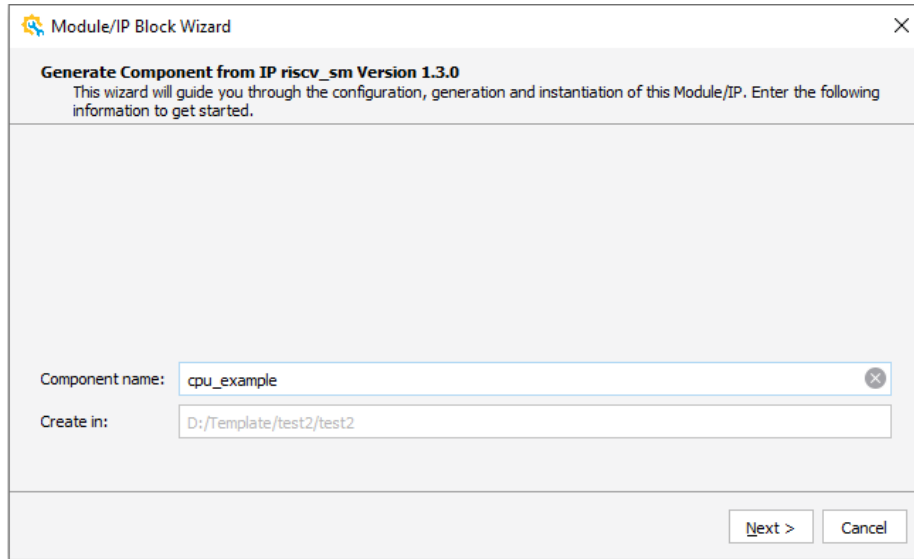 Module/IP Block Wizard
Generate Component from IP riscv_sm Version 1.3.0
This wizard will guide you through the configuration, generation and instantiation of this Module/IP. Enter the following
information to get started.
Component name: cpu_example
Create in: D:/Template/test2/test2
Next > Cancel